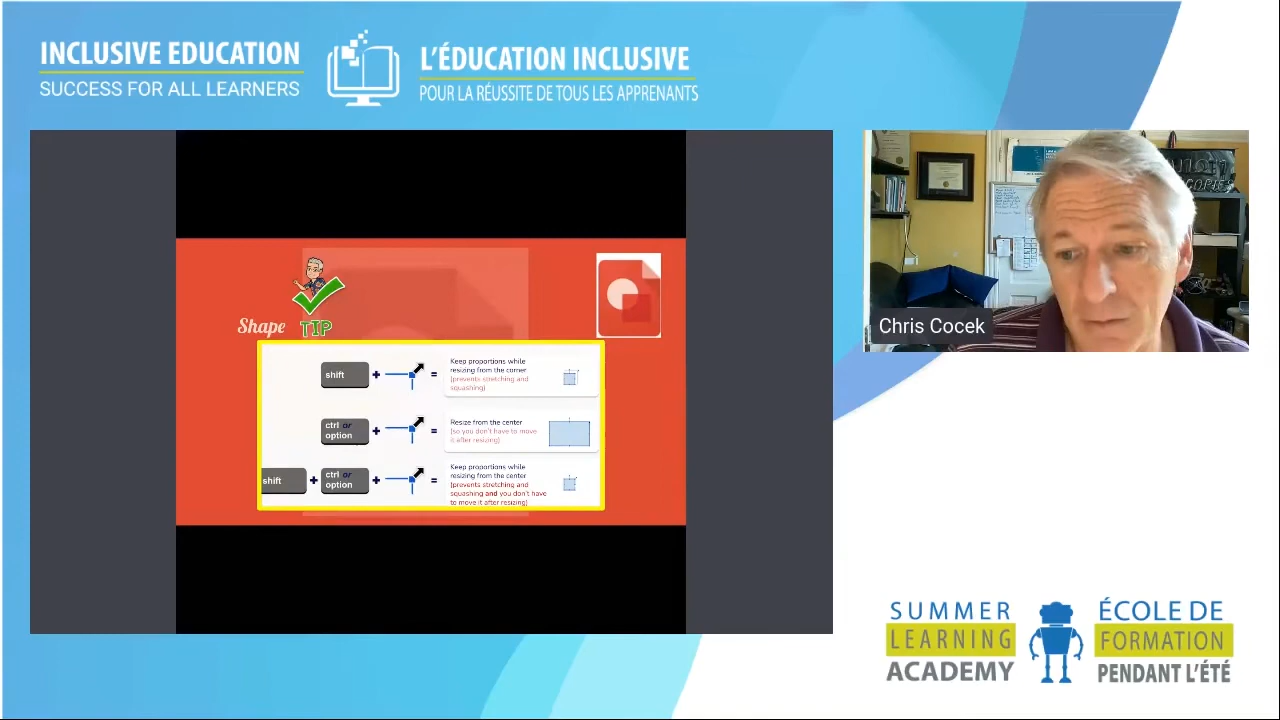 INCLUSIVE EDUCATION
SUCCESS FOR ALL LEARNERS
L'ÉDUCATION INCLUSIVE
POUR LA RÉUSSITE DE TOUS LES APPRENANTS
Shape TIP
shift + =
Keep proportions while
resizing from the corner
(prevents stretching and
squashing)
ctrl or
option + + =
Resize from the center
(so you don't have to move
it after resizing)
shift + ctrl or
option + =
Keep proportions while
resizing from the center
(prevents stretching and
squashing and you don't have
to move it after resizing)
Chris Cocek
SUMMER
LEARNING
ACADEMY
ÉCOLE DE
FORMATION
PENDANT L'ÉTÉ